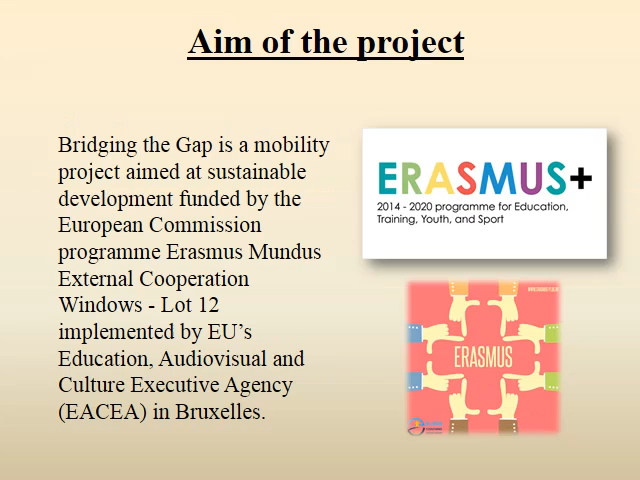 Aim of the project
Bridging the Gap is a mobility
project aimed at sustainable
development funded by the
European Commission
programme Erasmus Mundus
External Cooperation
Windows - Lot 12
implemented by EU’s
Education, Audiovisual and
Culture Executive Agency
(EACEA) in Bruxelles.
ERASMUS+
2014 - 2020 programme for Education,
Training, Youth, and Sport
ERASMUS